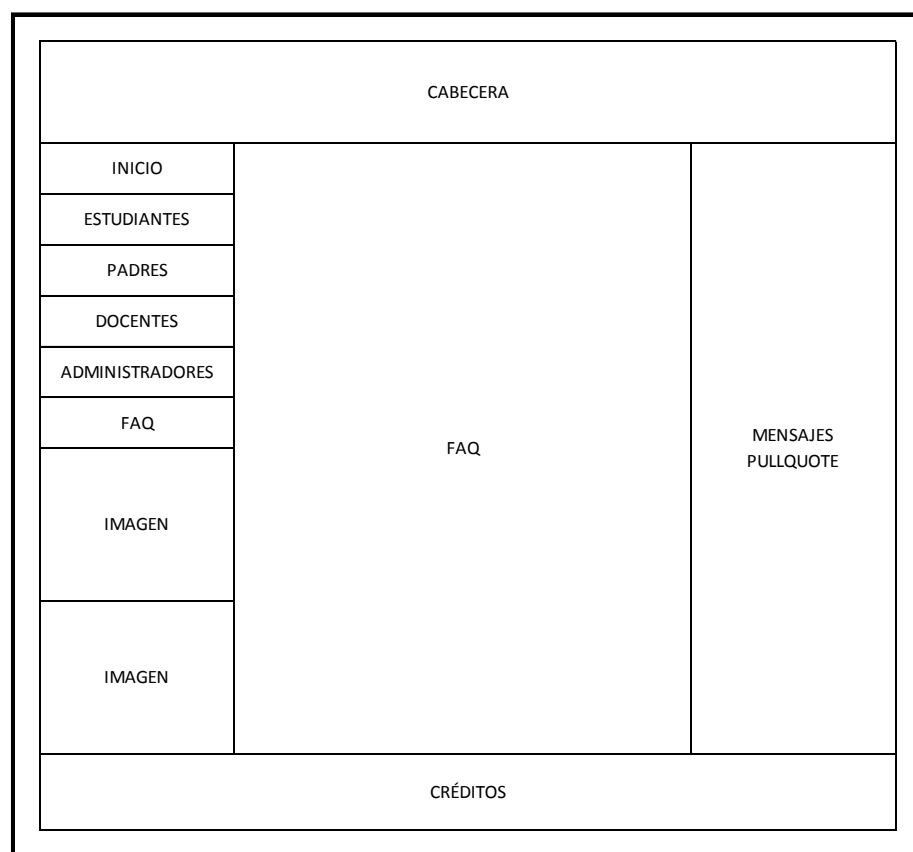 CABECERA
INICIO
ESTUDIANTES
PADRES
DOCENTES
ADMINISTRADORES
FAQ
IMAGEN
IMAGEN
FAQ
MENSAJES
PULLQUOTE
CRÉDITOS